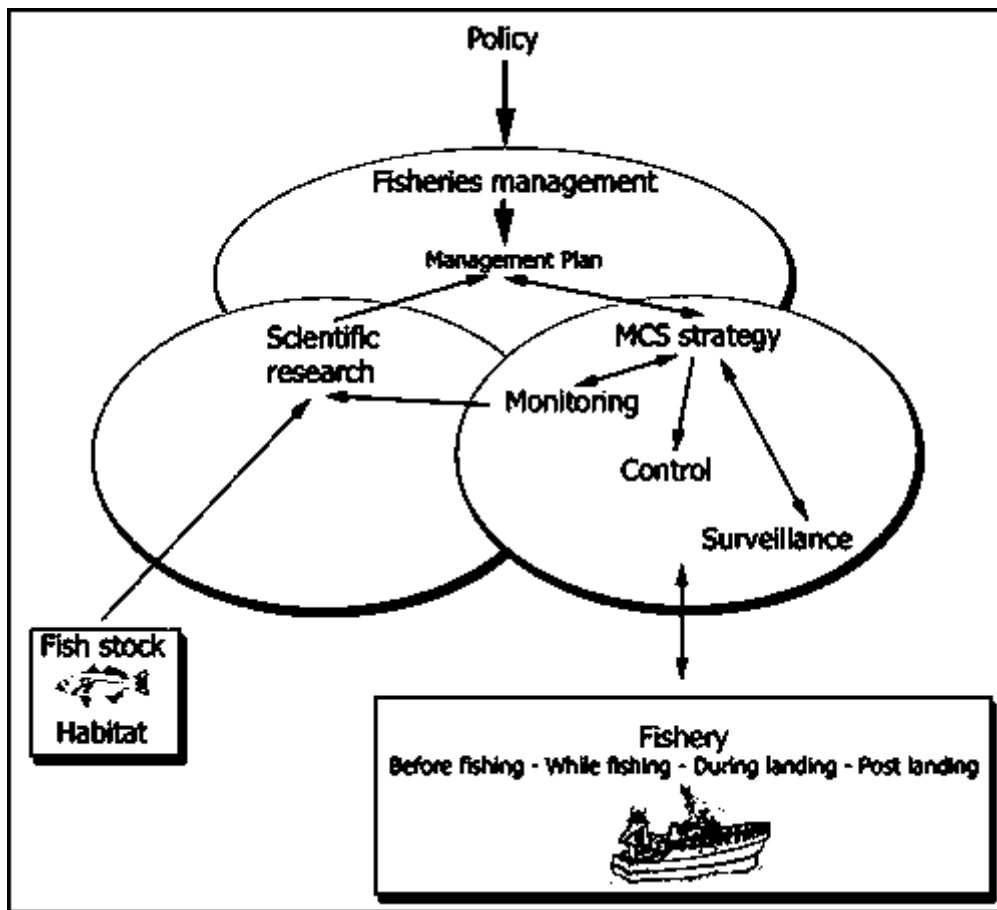 Policy
Fisheries management
Management Plan
Scientific
research
MCS strategy
Monitoring
Control
Surveillance
Fish stock
Habitat
Fishery
Before fishing - While fishing - During landing - Post landing